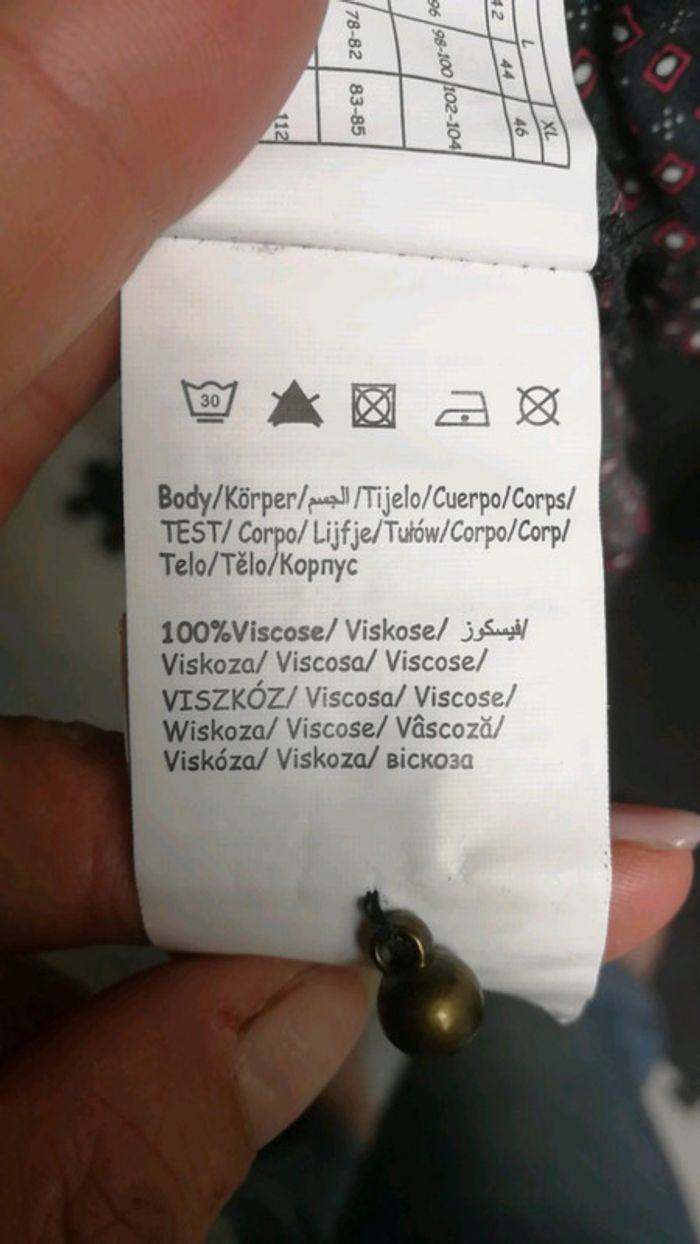 42 L XL
96 98-100 44 46
78-82 102-104
83-85
112
30
Body/Körper/الجسم/Tijelo/Cuerpo/Corps/
TEST/ Corpo/ Lijfje/Tułów/Corpo/Corp/
Telo/Tělo/Корпус
100%Viscose/ Viskose/ فيسكوز/
Viskoza/ Viscosa/ Viscose/
VISZKÓZ/ Viscosa/ Viscose/
Wiskoza/ Viscose/ Vâscoză/
Viskóza/ Viskoza/ віскоза